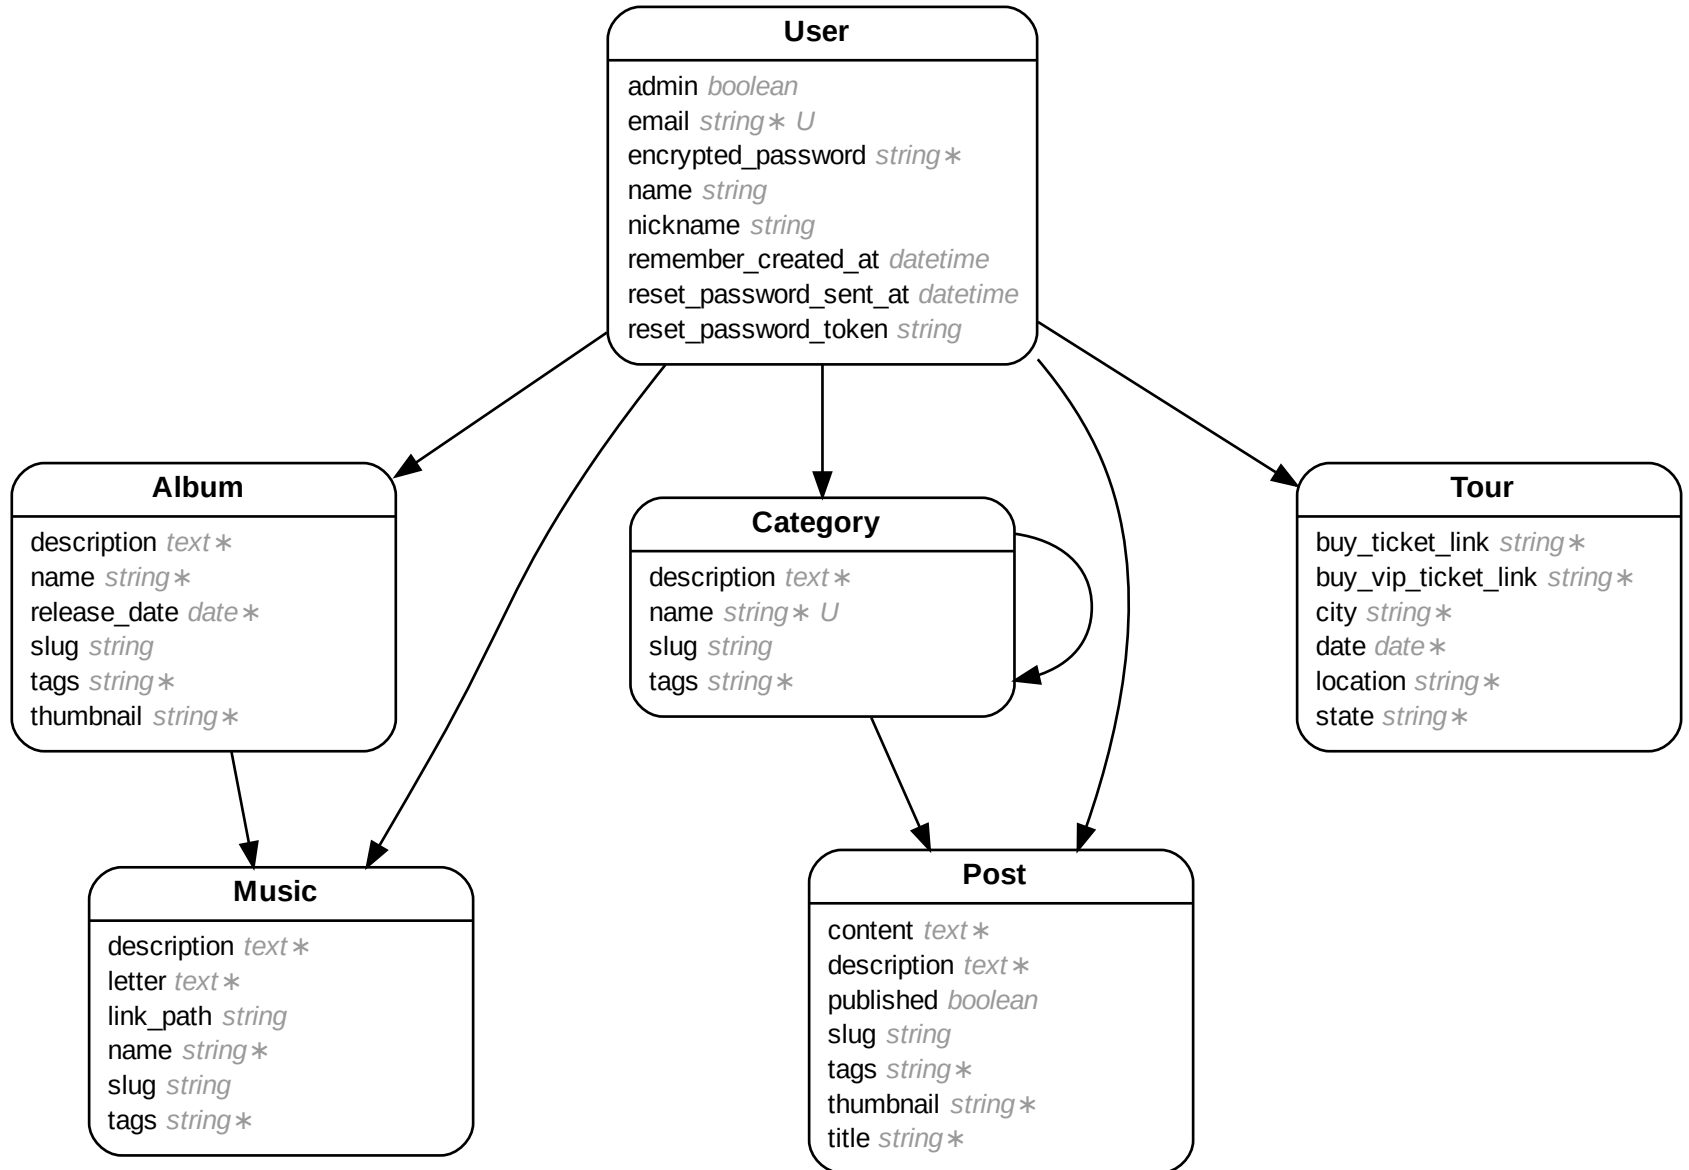 User
admin boolean
email string∗ U
encrypted_password string∗
name string
nickname string
remember_created_at datetime
reset_password_sent_at datetime
reset_password_token string
Album
description text∗
name string∗
release_date date∗
slug string
tags string∗
thumbnail string∗
Category
description text∗
name string∗ U
slug string
tags string∗
Tour
buy_ticket_link string∗
buy_vip_ticket_link string∗
city string∗
date date∗
location string∗
state string∗
Music
description text∗
letter text∗
link_path string
name string∗
slug string
tags string∗
Post
content text∗
description text∗
published boolean
slug string
tags string∗
thumbnail string∗
title string∗